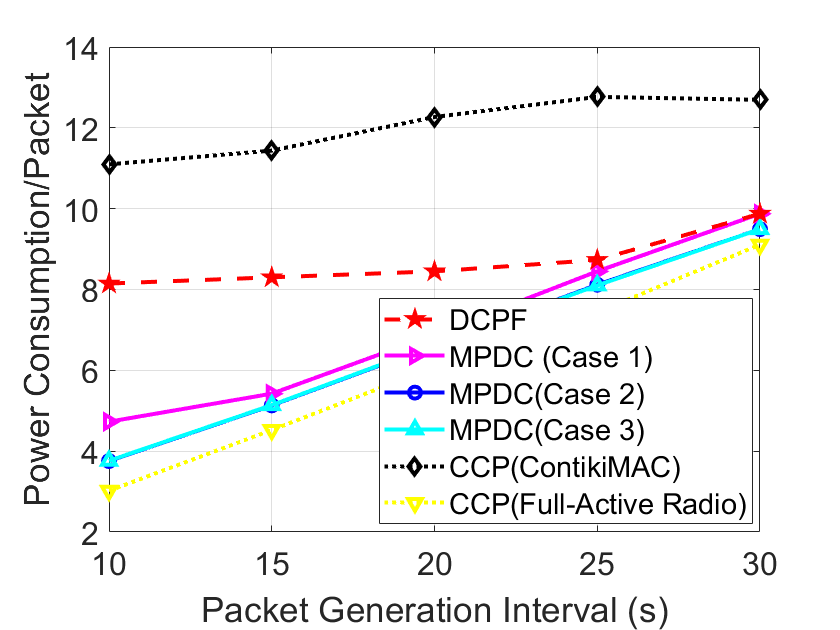 14
12
10
8
6
4
2
Power Consumption/Packet
DCPF
MPDC (Case 1)
MPDC(Case 2)
MPDC(Case 3)
CCP(ContikiMAC)
CCP(Full-Active Radio)
10 15 20 25 30
Packet Generation Interval (s)